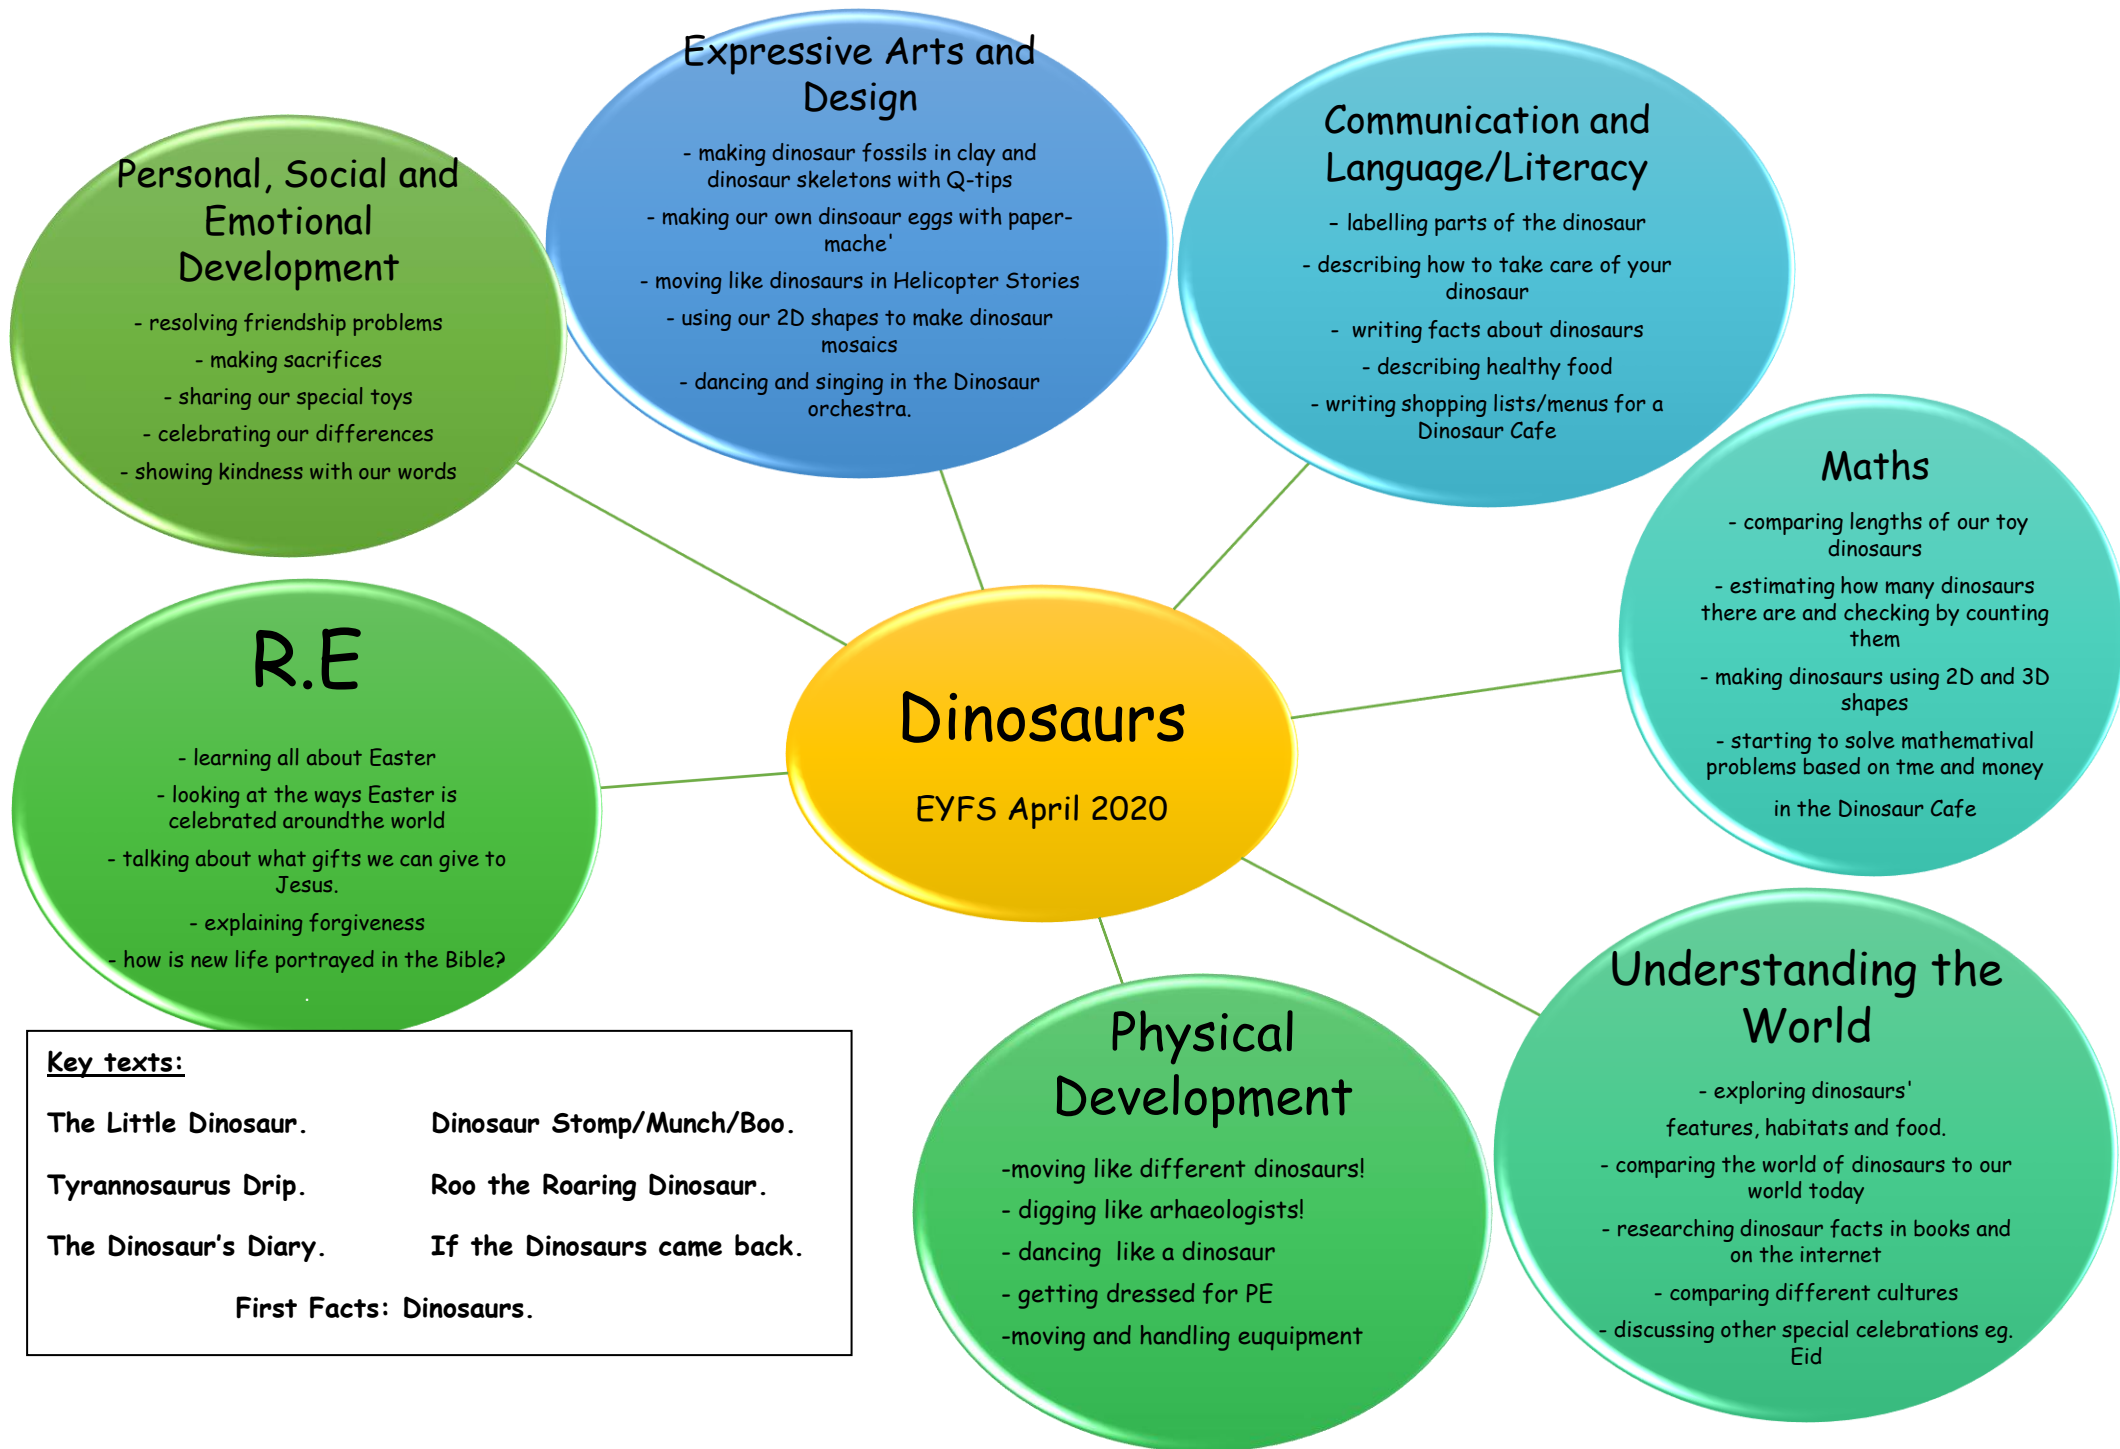 Expressive Arts and
Design
- making dinosaur fossils in clay and
dinosaur skeletons with Q-tips
- making our own dinsoaur eggs with paper-
mache'
- moving like dinosaurs in Helicopter Stories
- using our 2D shapes to make dinosaur
mosaics
- dancing and singing in the Dinosaur
orchestra.
Communication and
Language/Literacy
- labelling parts of the dinosaur
- describing how to take care of your
dinosaur
- writing facts about dinosaurs
- describing healthy food
- writing shopping lists/menus for a
Dinosaur Cafe
Personal, Social and
Emotional
Development
- resolving friendship problems
- making sacrifices
- sharing our special toys
- celebrating our differences
- showing kindness with our words
Maths
- comparing lengths of our toy
dinosaurs
- estimating how many dinosaurs
there are and checking by counting
them
- making dinosaurs using 2D and 3D
shapes
- starting to solve mathematival
problems based on tme and money
in the Dinosaur Cafe
R.E
- learning all about Easter
- looking at the ways Easter is
celebrated aroundthe world
- talking about what gifts we can give to
Jesus.
- explaining forgiveness
- how is new life portrayed in the Bible?
.
Dinosaurs
EYFS April 2020
Understanding the
World
- exploring dinosaurs'
features, habitats and food.
- comparing the world of dinosaurs to our
world today
- researching dinosaur facts in books and
on the internet
- comparing different cultures
- discussing other special celebrations eg.
Eid
Physical
Development
-moving like different dinosaurs!
- digging like arhaeologists!
- dancing like a dinosaur
- getting dressed for PE
-moving and handling euquipment
Key texts:
The Little Dinosaur. Dinosaur Stomp/Munch/Boo.
Tyrannosaurus Drip. Roo the Roaring Dinosaur.
The Dinosaur's Diary. If the Dinosaurs came back.
First Facts: Dinosaurs.